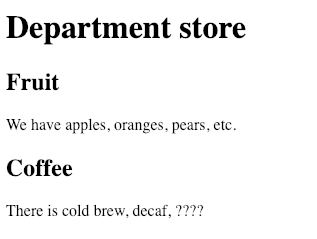 Department store
Fruit
We have apples, oranges, pears, etc.
Coffee
There is cold brew, decaf, ????